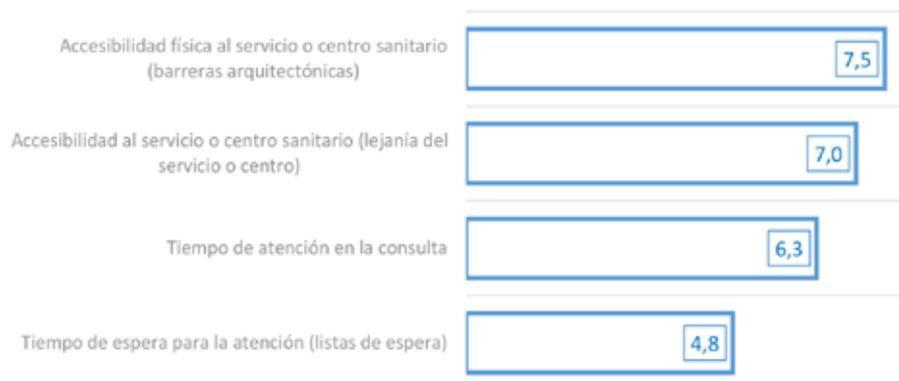 Accesibilidad física al servicio o centro sanitario
(barreras arquitectónicas)
7,5
Accesibilidad al servicio o centro sanitario (lejanía del
servicio o centro)
7,0
Tiempo de atención en la consulta
6,3
Tiempo de espera para la atención (listas de espera)
4,8